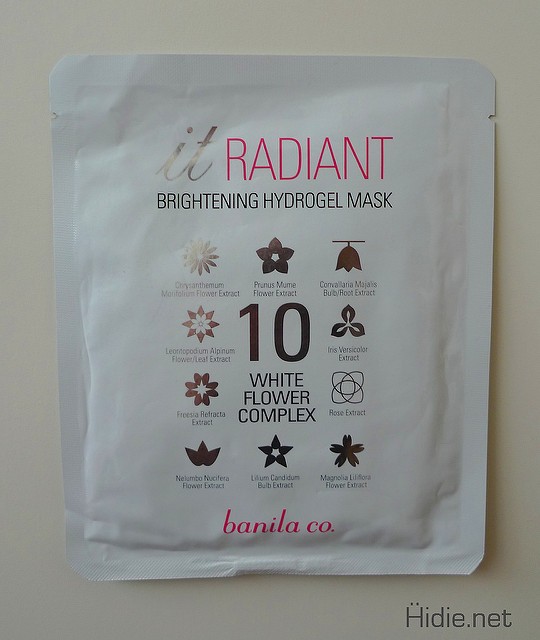 it RADIANT
BRIGHTENING HYDROGEL MASK
Chrysanthemum
Morifolium Flower Extract
Prunus Mume
Flower Extract
Convallaria Majalis
Bulb/Root Extract
Leontopodium Alpinum
Flower/Leaf Extract
10
WHITE
FLOWER
COMPLEX
Iris Versicolor
Extract
Freesia Refracta
Extract
Rose Extract
Nelumbo Nucifera
Flower Extract
Lilium Candidum
Bulb Extract
Magnolia Liliflora
Flower Extract
banila co.
Hidie.net